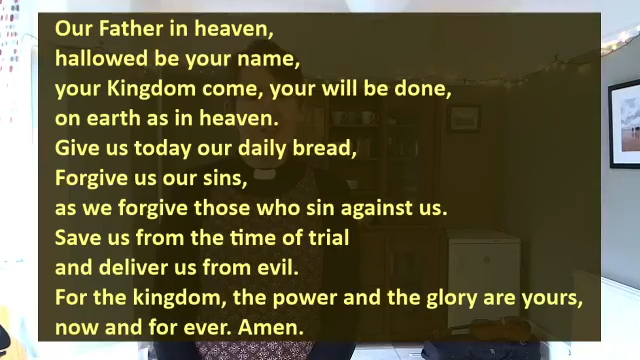 Our Father in heaven,
hallowed be your name,
your Kingdom come, your will be done,
on earth as in heaven.
Give us today our daily bread,
Forgive us our sins,
as we forgive those who sin against us.
Save us from the time of trial
and deliver us from evil.
For the kingdom, the power and the glory are yours,
now and for ever. Amen.